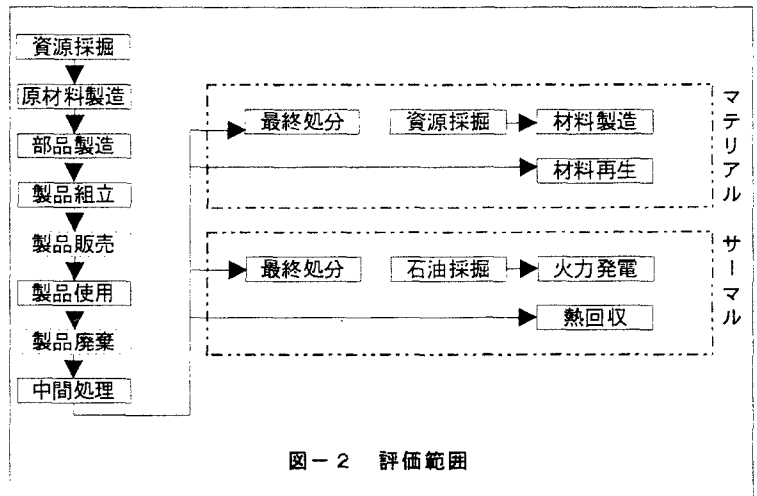 資源採掘
原材料製造
部品製造
製品組立
製品販売
製品使用
製品廃棄
中間処理
最終処分 資源採掘 材料製造
材料再生
マテリアル
最終処分 石油採掘 火力発電
熱回収
サーマル
図-2 評価範囲